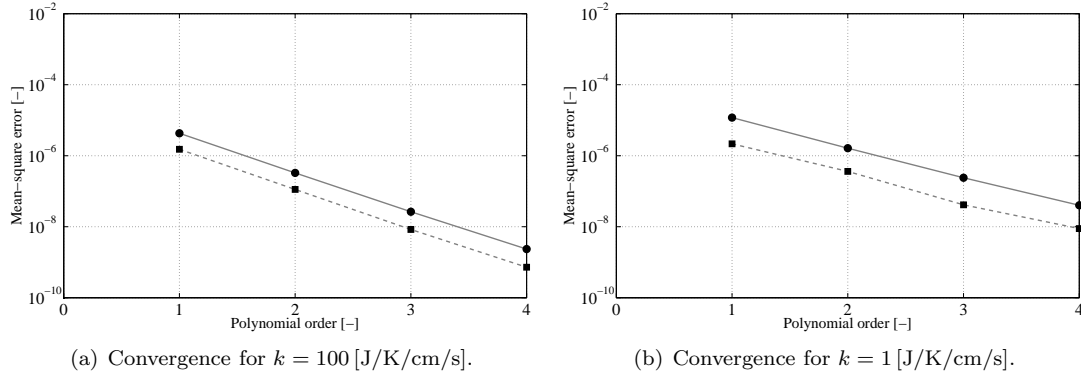 10⁻²
10⁻⁴
10⁻⁶
10⁻⁸
10⁻¹⁰
Mean−square error [−]
0 1 2 3 4
Polynomial order [−]
(a) Convergence for k = 100 [J/K/cm/s].
10⁻²
10⁻⁴
10⁻⁶
10⁻⁸
10⁻¹⁰
Mean−square error [−]
0 1 2 3 4
Polynomial order [−]
(b) Convergence for k = 1 [J/K/cm/s].